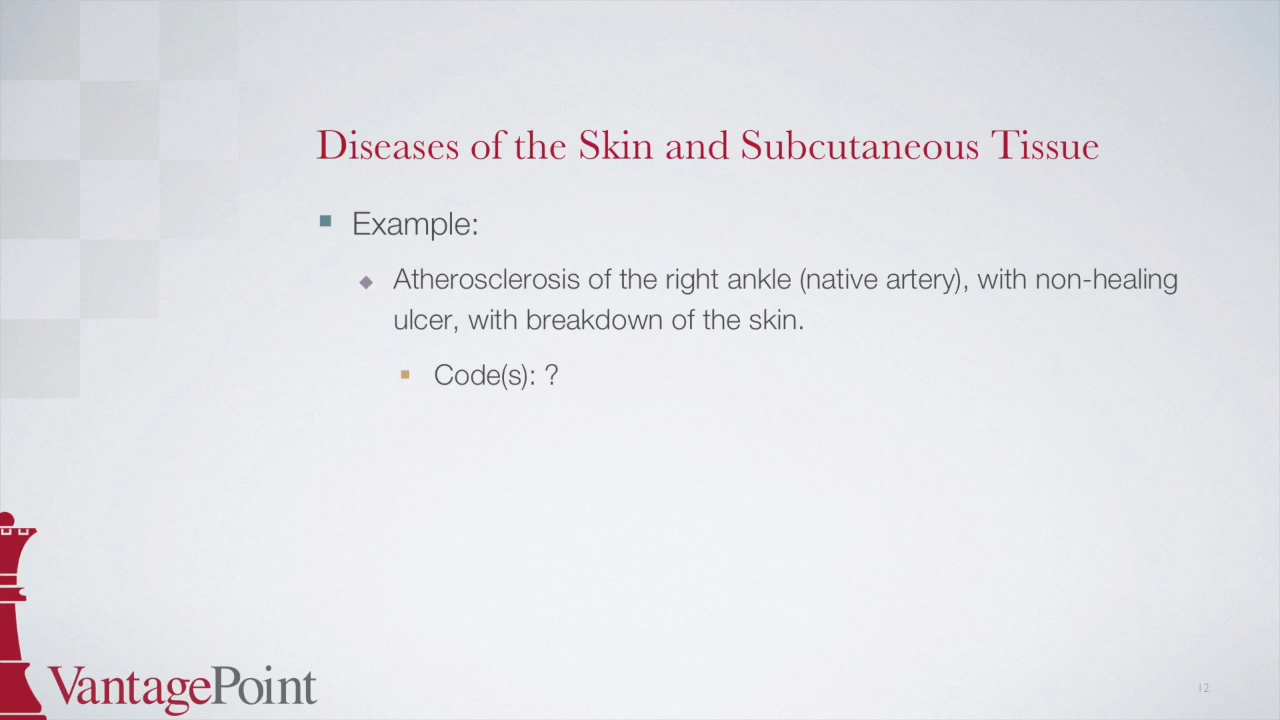 Diseases of the Skin and Subcutaneous Tissue
Example:
Atherosclerosis of the right ankle (native artery), with non-healing
ulcer, with breakdown of the skin.
Code(s): ?
VantagePoint
12